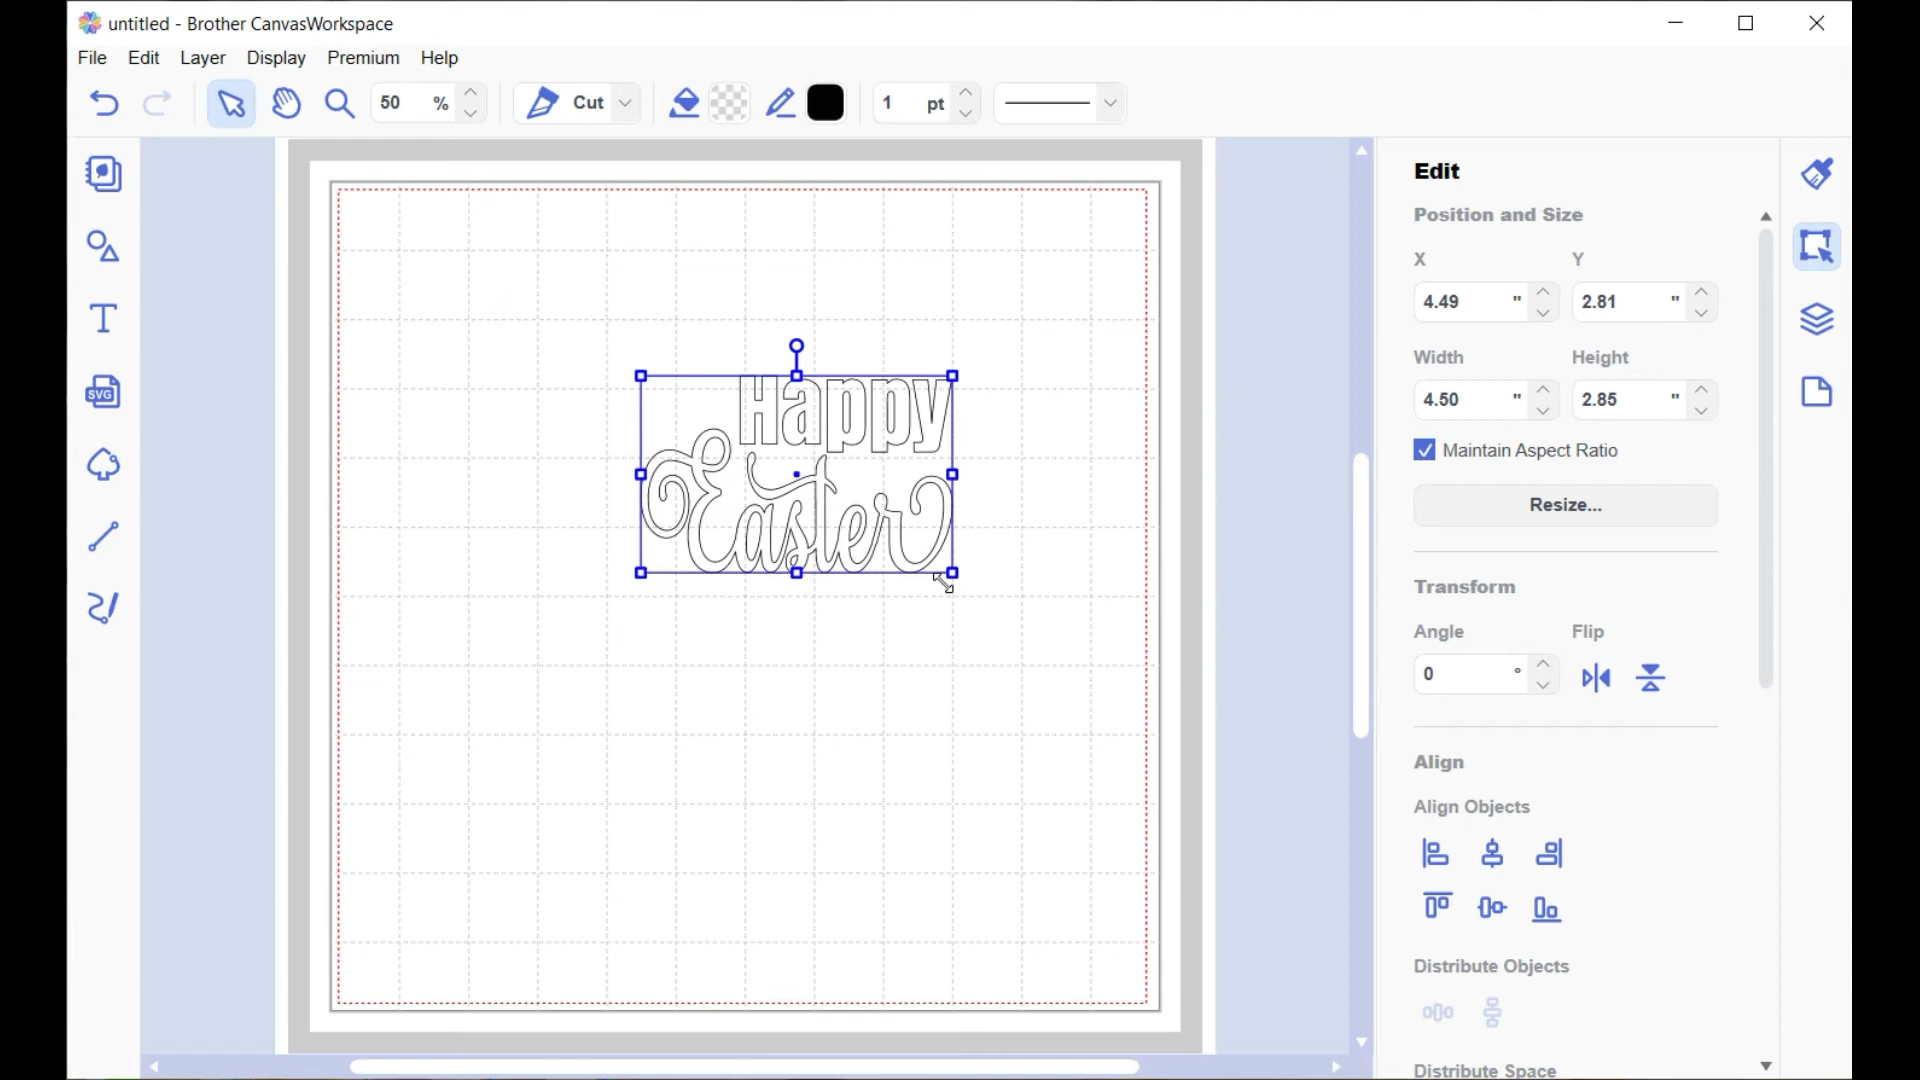 untitled - Brother CanvasWorkspace
File Edit Layer Display Premium Help
50 % Cut 1 pt
SVG
Happy
Easter
Edit
Position and Size
X Y
4.49 " 2.81 "
Width Height
4.50 " 2.85 "
Maintain Aspect Ratio
Resize...
Transform
Angle Flip
0 °
Align
Align Objects
Distribute Objects
Distribute Space